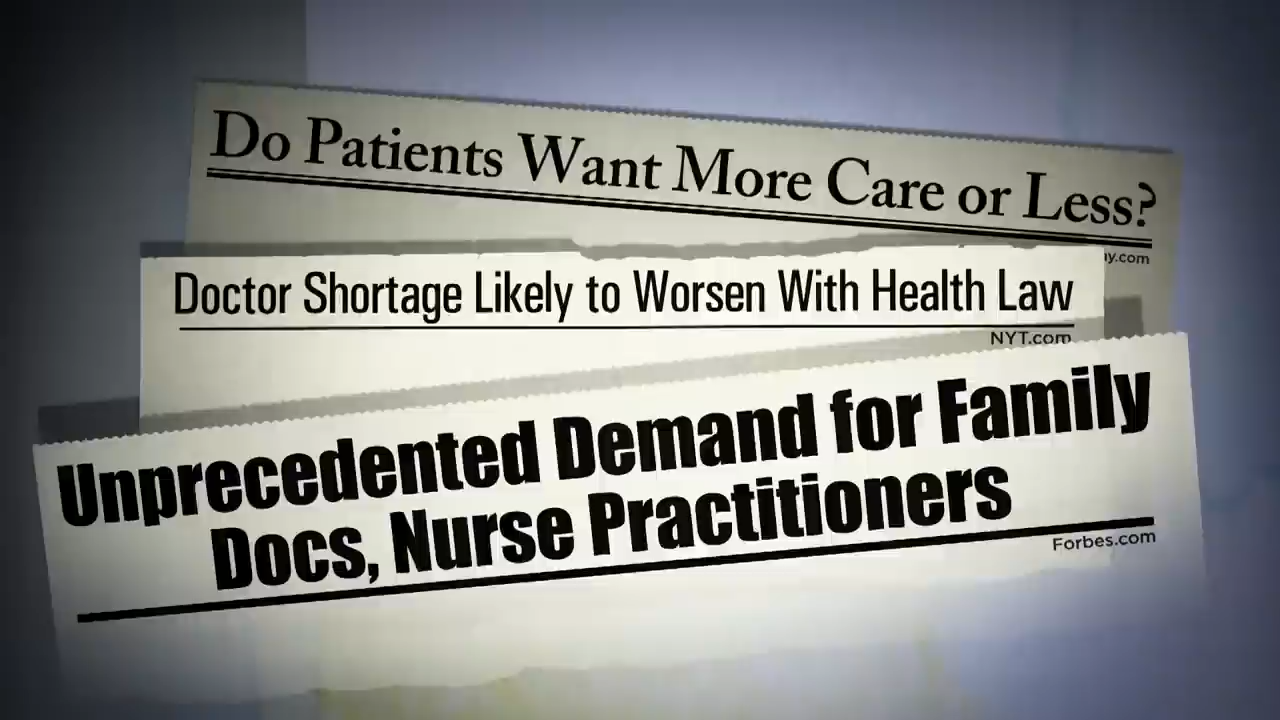 Do Patients Want More Care or Less?
Doctor Shortage Likely to Worsen With Health Law
NYT.com
Unprecedented Demand for Family
Docs, Nurse Practitioners
Forbes.com